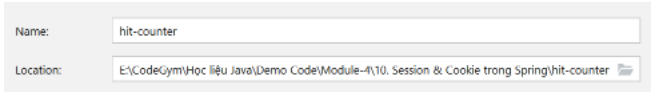 Name: hit-counter
Location: E:\CodeGym\Học liệu Java\Demo Code\Module-4\10. Session & Cookie trong Spring\hit-counter